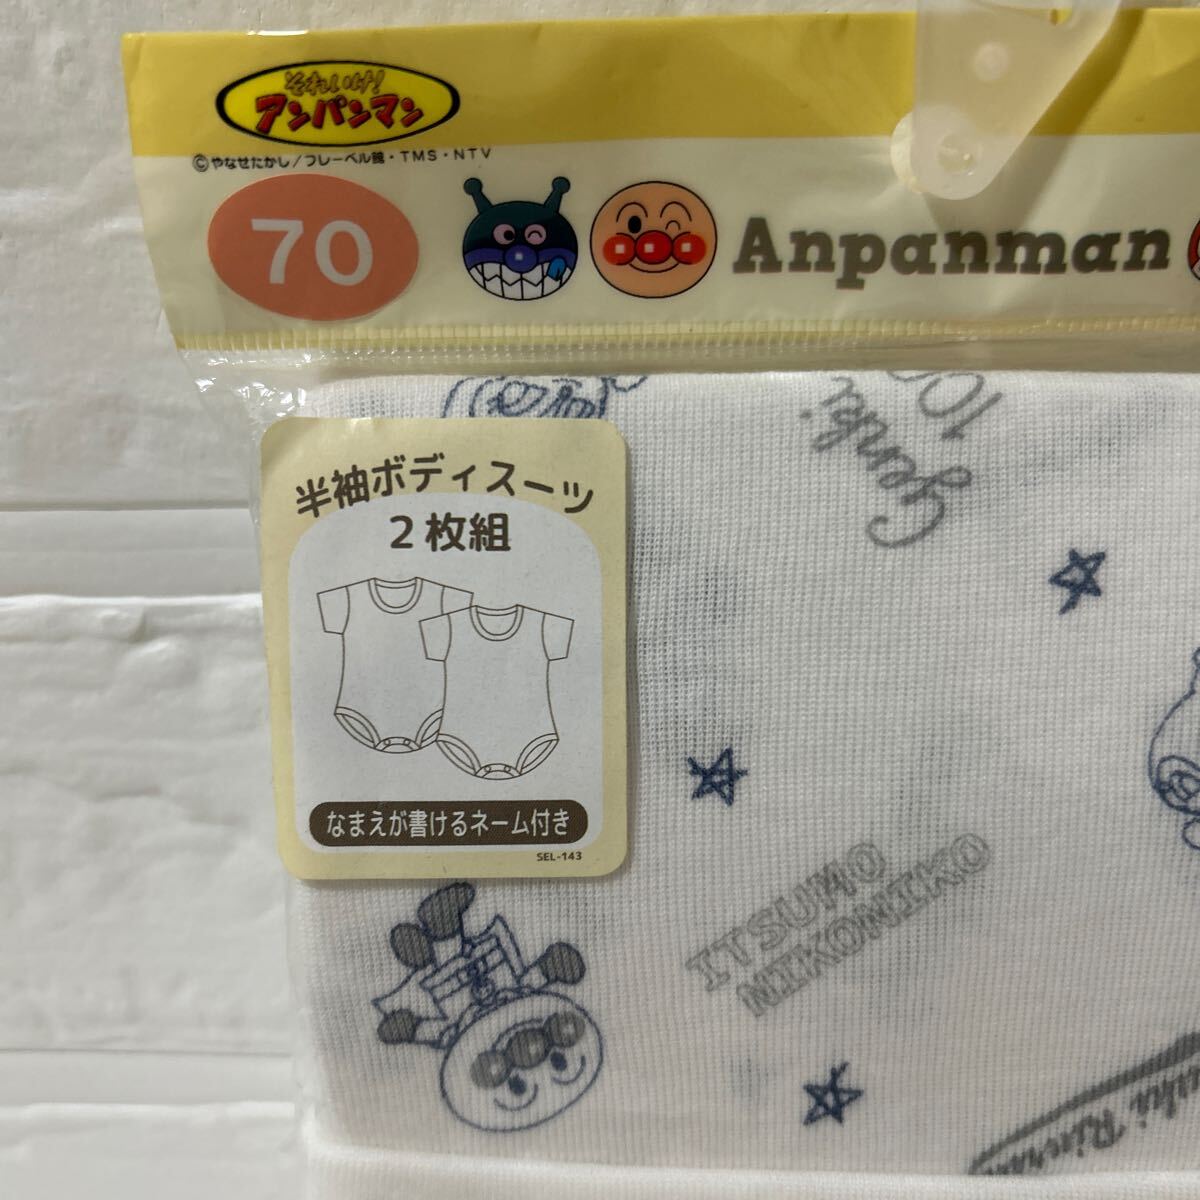 それいけ!
アンパンマン
©やなせたかし/フレーベル館・TMS・NTV
70
Anpanman
半袖ボディスーツ
2枚組
なまえが書けるネーム付き
SEL-143
Genki
ITSUMO
NIKONIKO